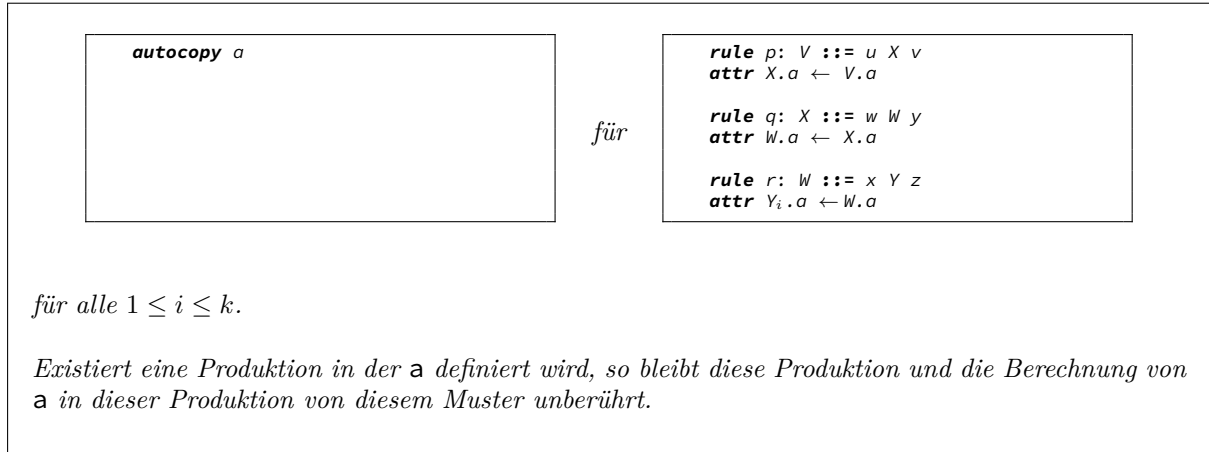 autocopy a
für
rule p: V ::= u X v
attr X.a ← V.a
rule q: X ::= w W y
attr W.a ← X.a
rule r: W ::= x Y z
attr Yᵢ.a ← W.a
für alle 1 ≤ i ≤ k.
Existiert eine Produktion in der a definiert wird, so bleibt diese Produktion und die Berechnung von
a in dieser Produktion von diesem Muster unberührt.